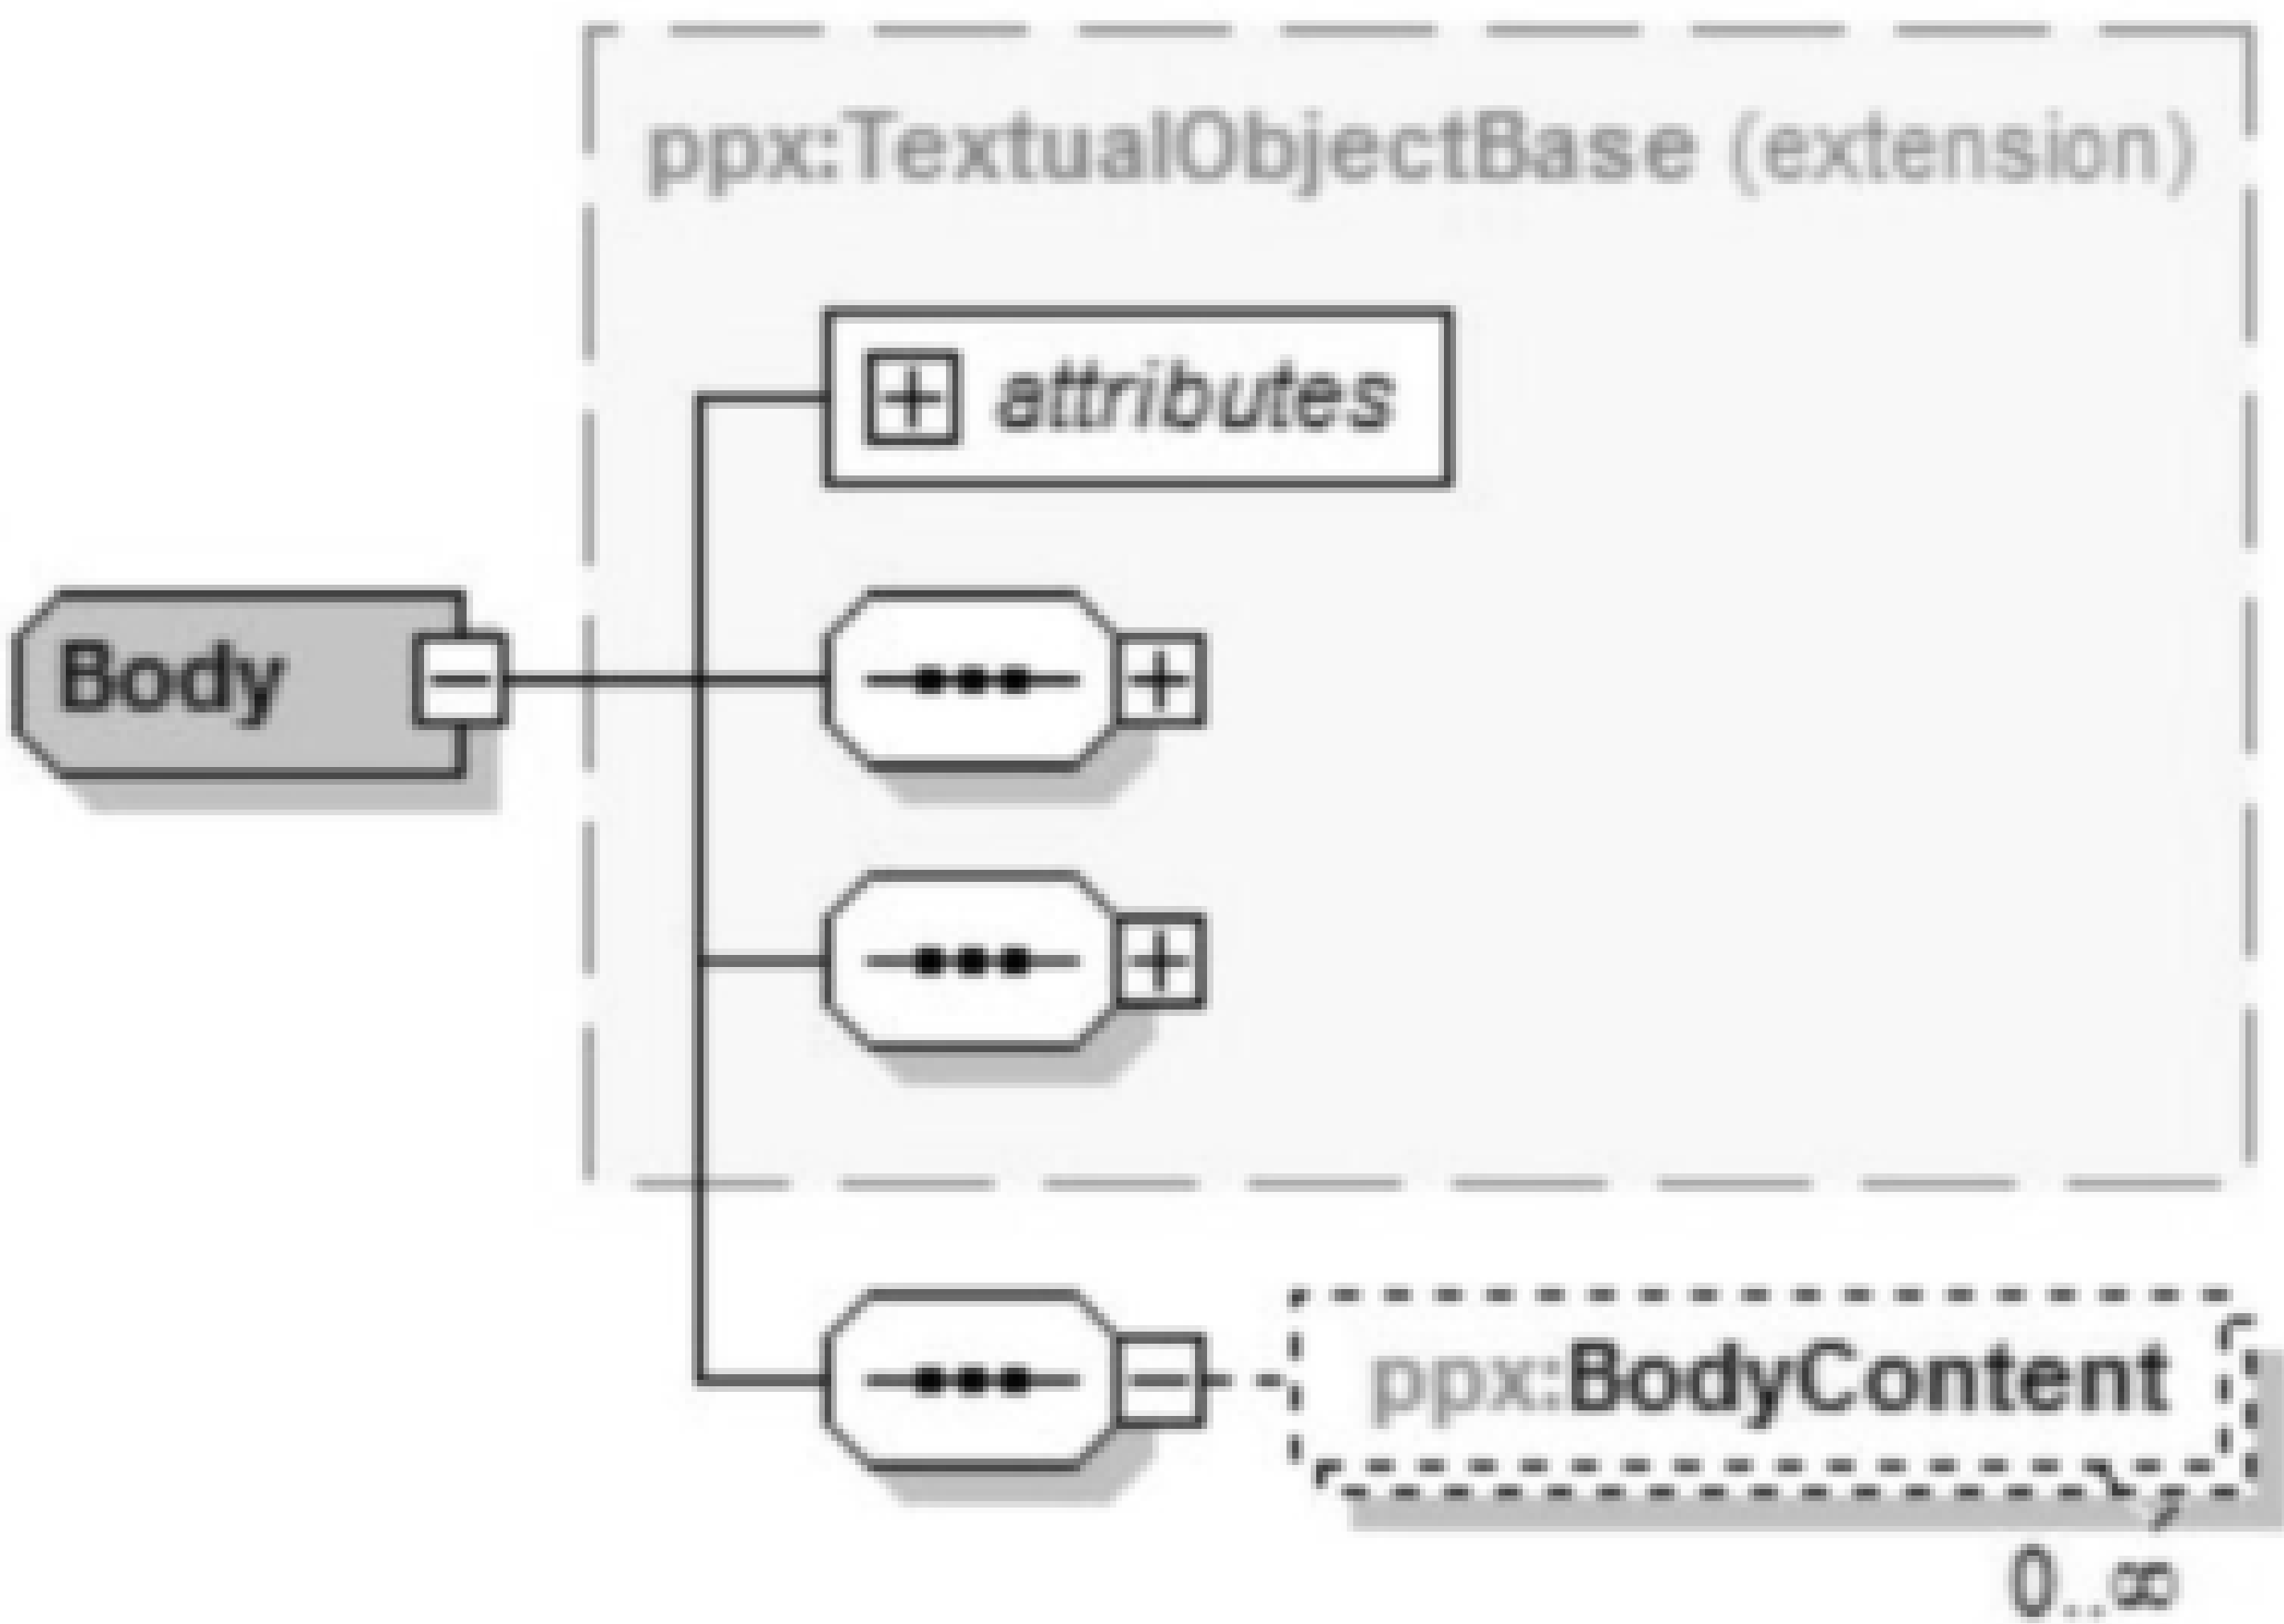 ppx:TextualObjectBase (extension)
attributes
Body
ppx:BodyContent
0..∞